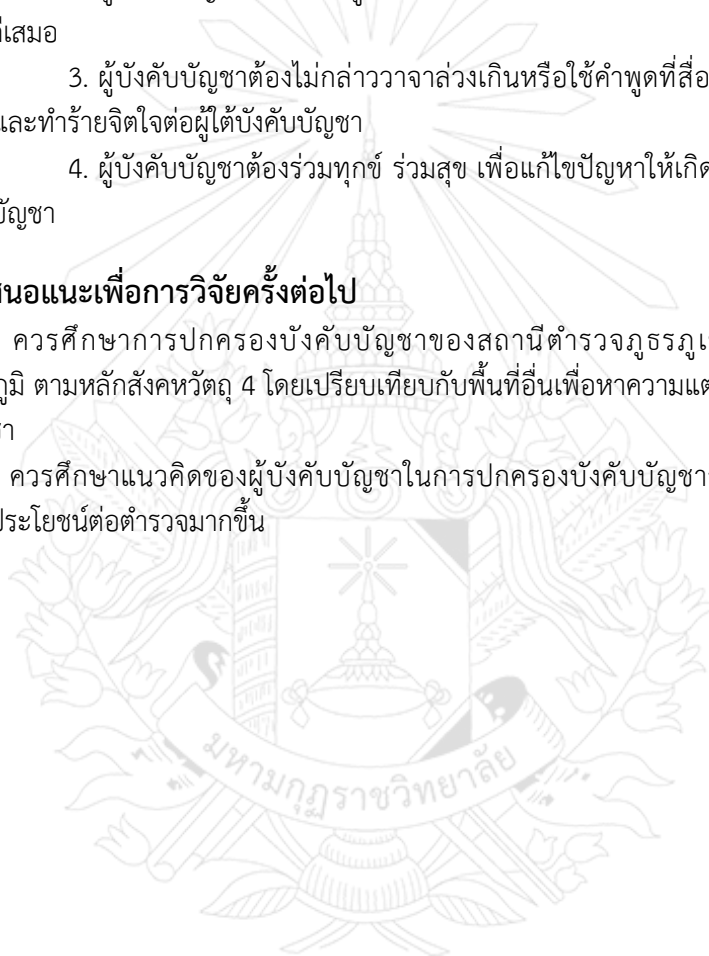 ดีเสมอ
3. ผู้บังคับบัญชาต้องไม่กล่าววาจาล่วงเกินหรือใช้คำพูดที่สื่อ
และทำร้ายจิตใจต่อผู้ใต้บังคับบัญชา
4. ผู้บังคับบัญชาต้องร่วมทุกข์ ร่วมสุข เพื่อแก้ไขปัญหาให้เกิด
บัญชา
สนอแนะเพื่อการวิจัยครั้งต่อไป
ควรศึกษาการปกครองบังคับบัญชาของสถานีตำรวจภูธรภูเ
ภูมิ ตามหลักสังคหวัตถุ 4 โดยเปรียบเทียบกับพื้นที่อื่นเพื่อหาความแต
ชา
ควรศึกษาแนวคิดของผู้บังคับบัญชาในการปกครองบังคับบัญชา
ประโยชน์ต่อตำรวจมากขึ้น
มหามกุฏราชวิทยาลัย